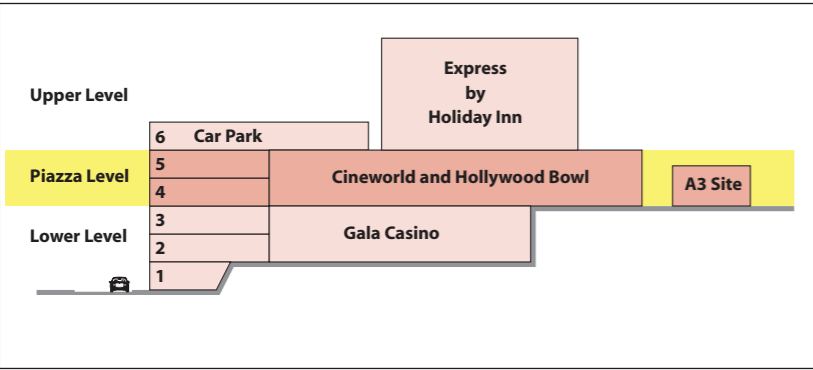 Express
by
Holiday Inn
Upper Level
6 Car Park
Piazza Level
5
4
Cineworld and Hollywood Bowl
A3 Site
Lower Level
3
2
Gala Casino
1